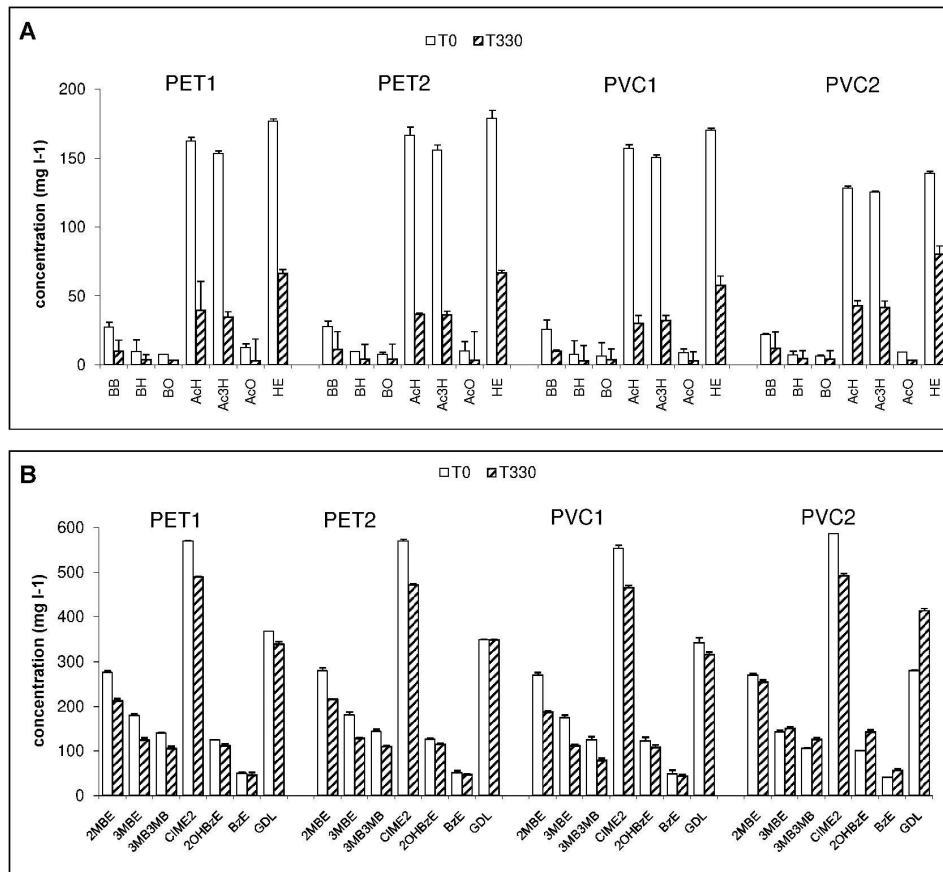 A
T0 T330
PET1 PET2 PVC1 PVC2
concentration (mg l-1)
200
150
100
50
0
BB BH BO AcH Ac3H AcO HE BB BH BO AcH Ac3H AcO HE BB BH BO AcH Ac3H AcO HE BB BH BO AcH Ac3H AcO HE
B
T0 T330
PET1 PET2 PVC1 PVC2
concentration (mg l-1)
600
500
400
300
200
100
0
2MBE 3MBE 3MB3MB CIME2 2OHBzE BzE GDL 2MBE 3MBE 3MB3MB CIME2 2OHBzE BzE GDL 2MBE 3MBE 3MB3MB CIME2 2OHBzE BzE GDL 2MBE 3MBE 3MB3MB CIME2 2OHBzE BzE GDL